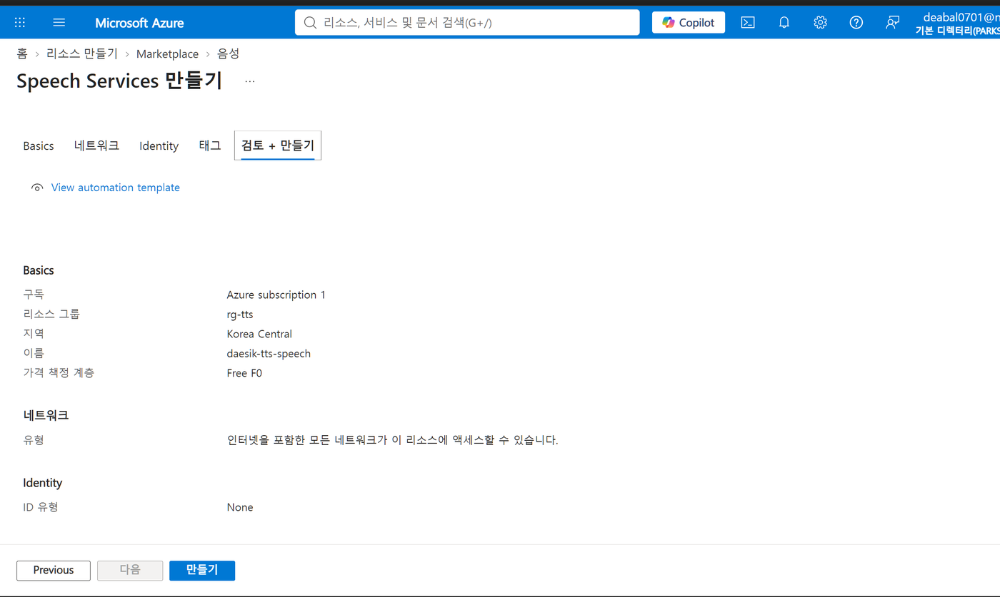 Microsoft Azure
리소스, 서비스 및 문서 검색(G+/)
Copilot
deabal0701@
기본 디렉터리(PARKS
홈 > 리소스 만들기 > Marketplace > 음성
Speech Services 만들기 ...
Basics 네트워크 Identity 태그 검토 + 만들기
View automation template
Basics
구독 Azure subscription 1
리소스 그룹 rg-tts
지역 Korea Central
이름 daesik-tts-speech
가격 책정 계층 Free F0
네트워크
유형 인터넷을 포함한 모든 네트워크가 이 리소스에 액세스할 수 있습니다.
Identity
ID 유형 None
Previous 다음 만들기